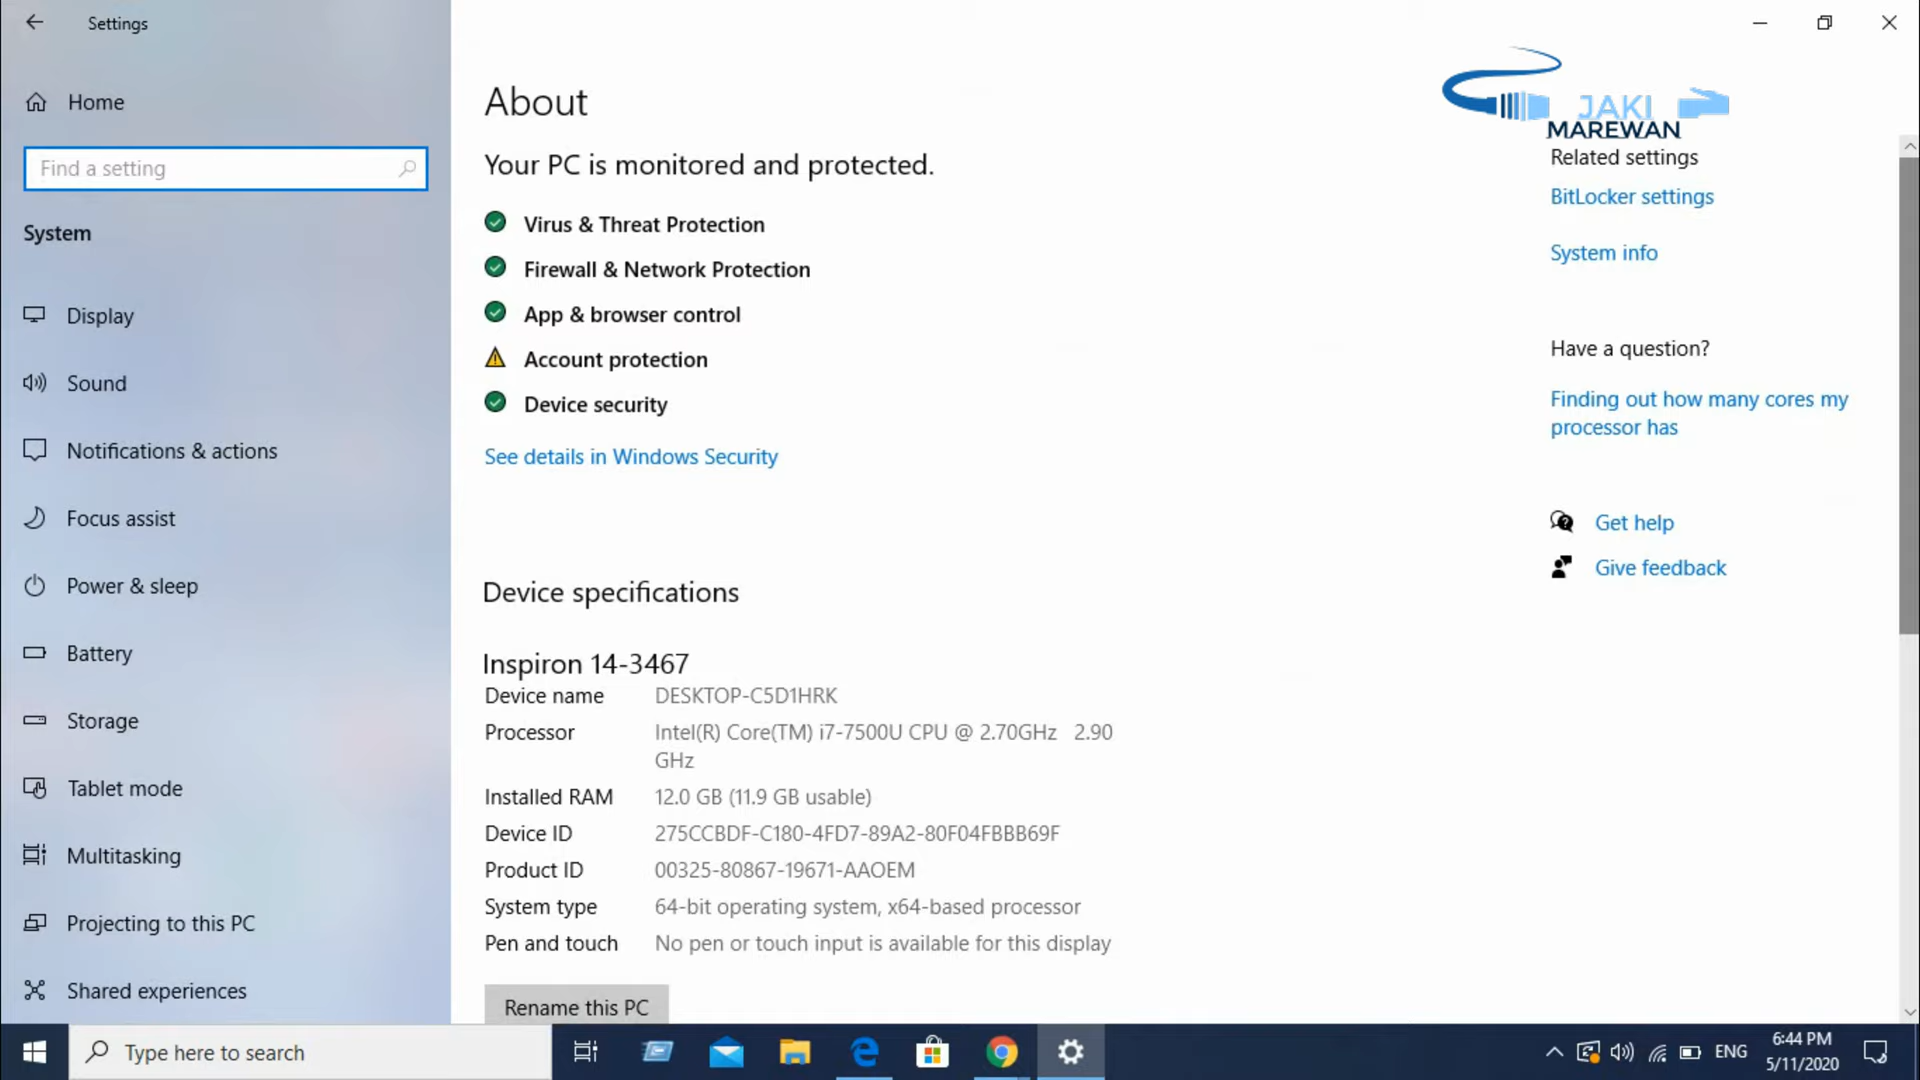 Settings
Home
Find a setting
System
Display
Sound
Notifications & actions
Focus assist
Power & sleep
Battery
Storage
Tablet mode
Multitasking
Projecting to this PC
Shared experiences
About
Your PC is monitored and protected.
Virus & Threat Protection
Firewall & Network Protection
App & browser control
Account protection
Device security
See details in Windows Security
Device specifications
Inspiron 14-3467
Device name DESKTOP-C5D1HRK
Processor Intel(R) Core(TM) i7-7500U CPU @ 2.70GHz 2.90
GHz
Installed RAM 12.0 GB (11.9 GB usable)
Device ID 275CCBDF-C180-4FD7-89A2-80F04FBBB69F
Product ID 00325-80867-19671-AAOEM
System type 64-bit operating system, x64-based processor
Pen and touch No pen or touch input is available for this display
Rename this PC
JAKI
MAREWAN
Related settings
BitLocker settings
System info
Have a question?
Finding out how many cores my
processor has
Get help
Give feedback
Type here to search
ENG
6:44 PM
5/11/2020